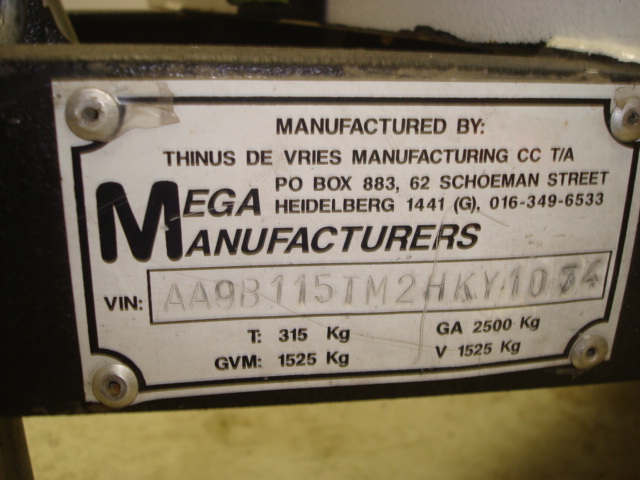 MANUFACTURED BY:
THINUS DE VRIES MANUFACTURING CC T/A
MEGA MANUFACTURERS
PO BOX 883, 62 SCHOEMAN STREET
HEIDELBERG 1441 (G), 016-349-6533
VIN: AA9B115TM2HKY1074
T: 315 Kg GA 2500 Kg
GVM: 1525 Kg V 1525 Kg